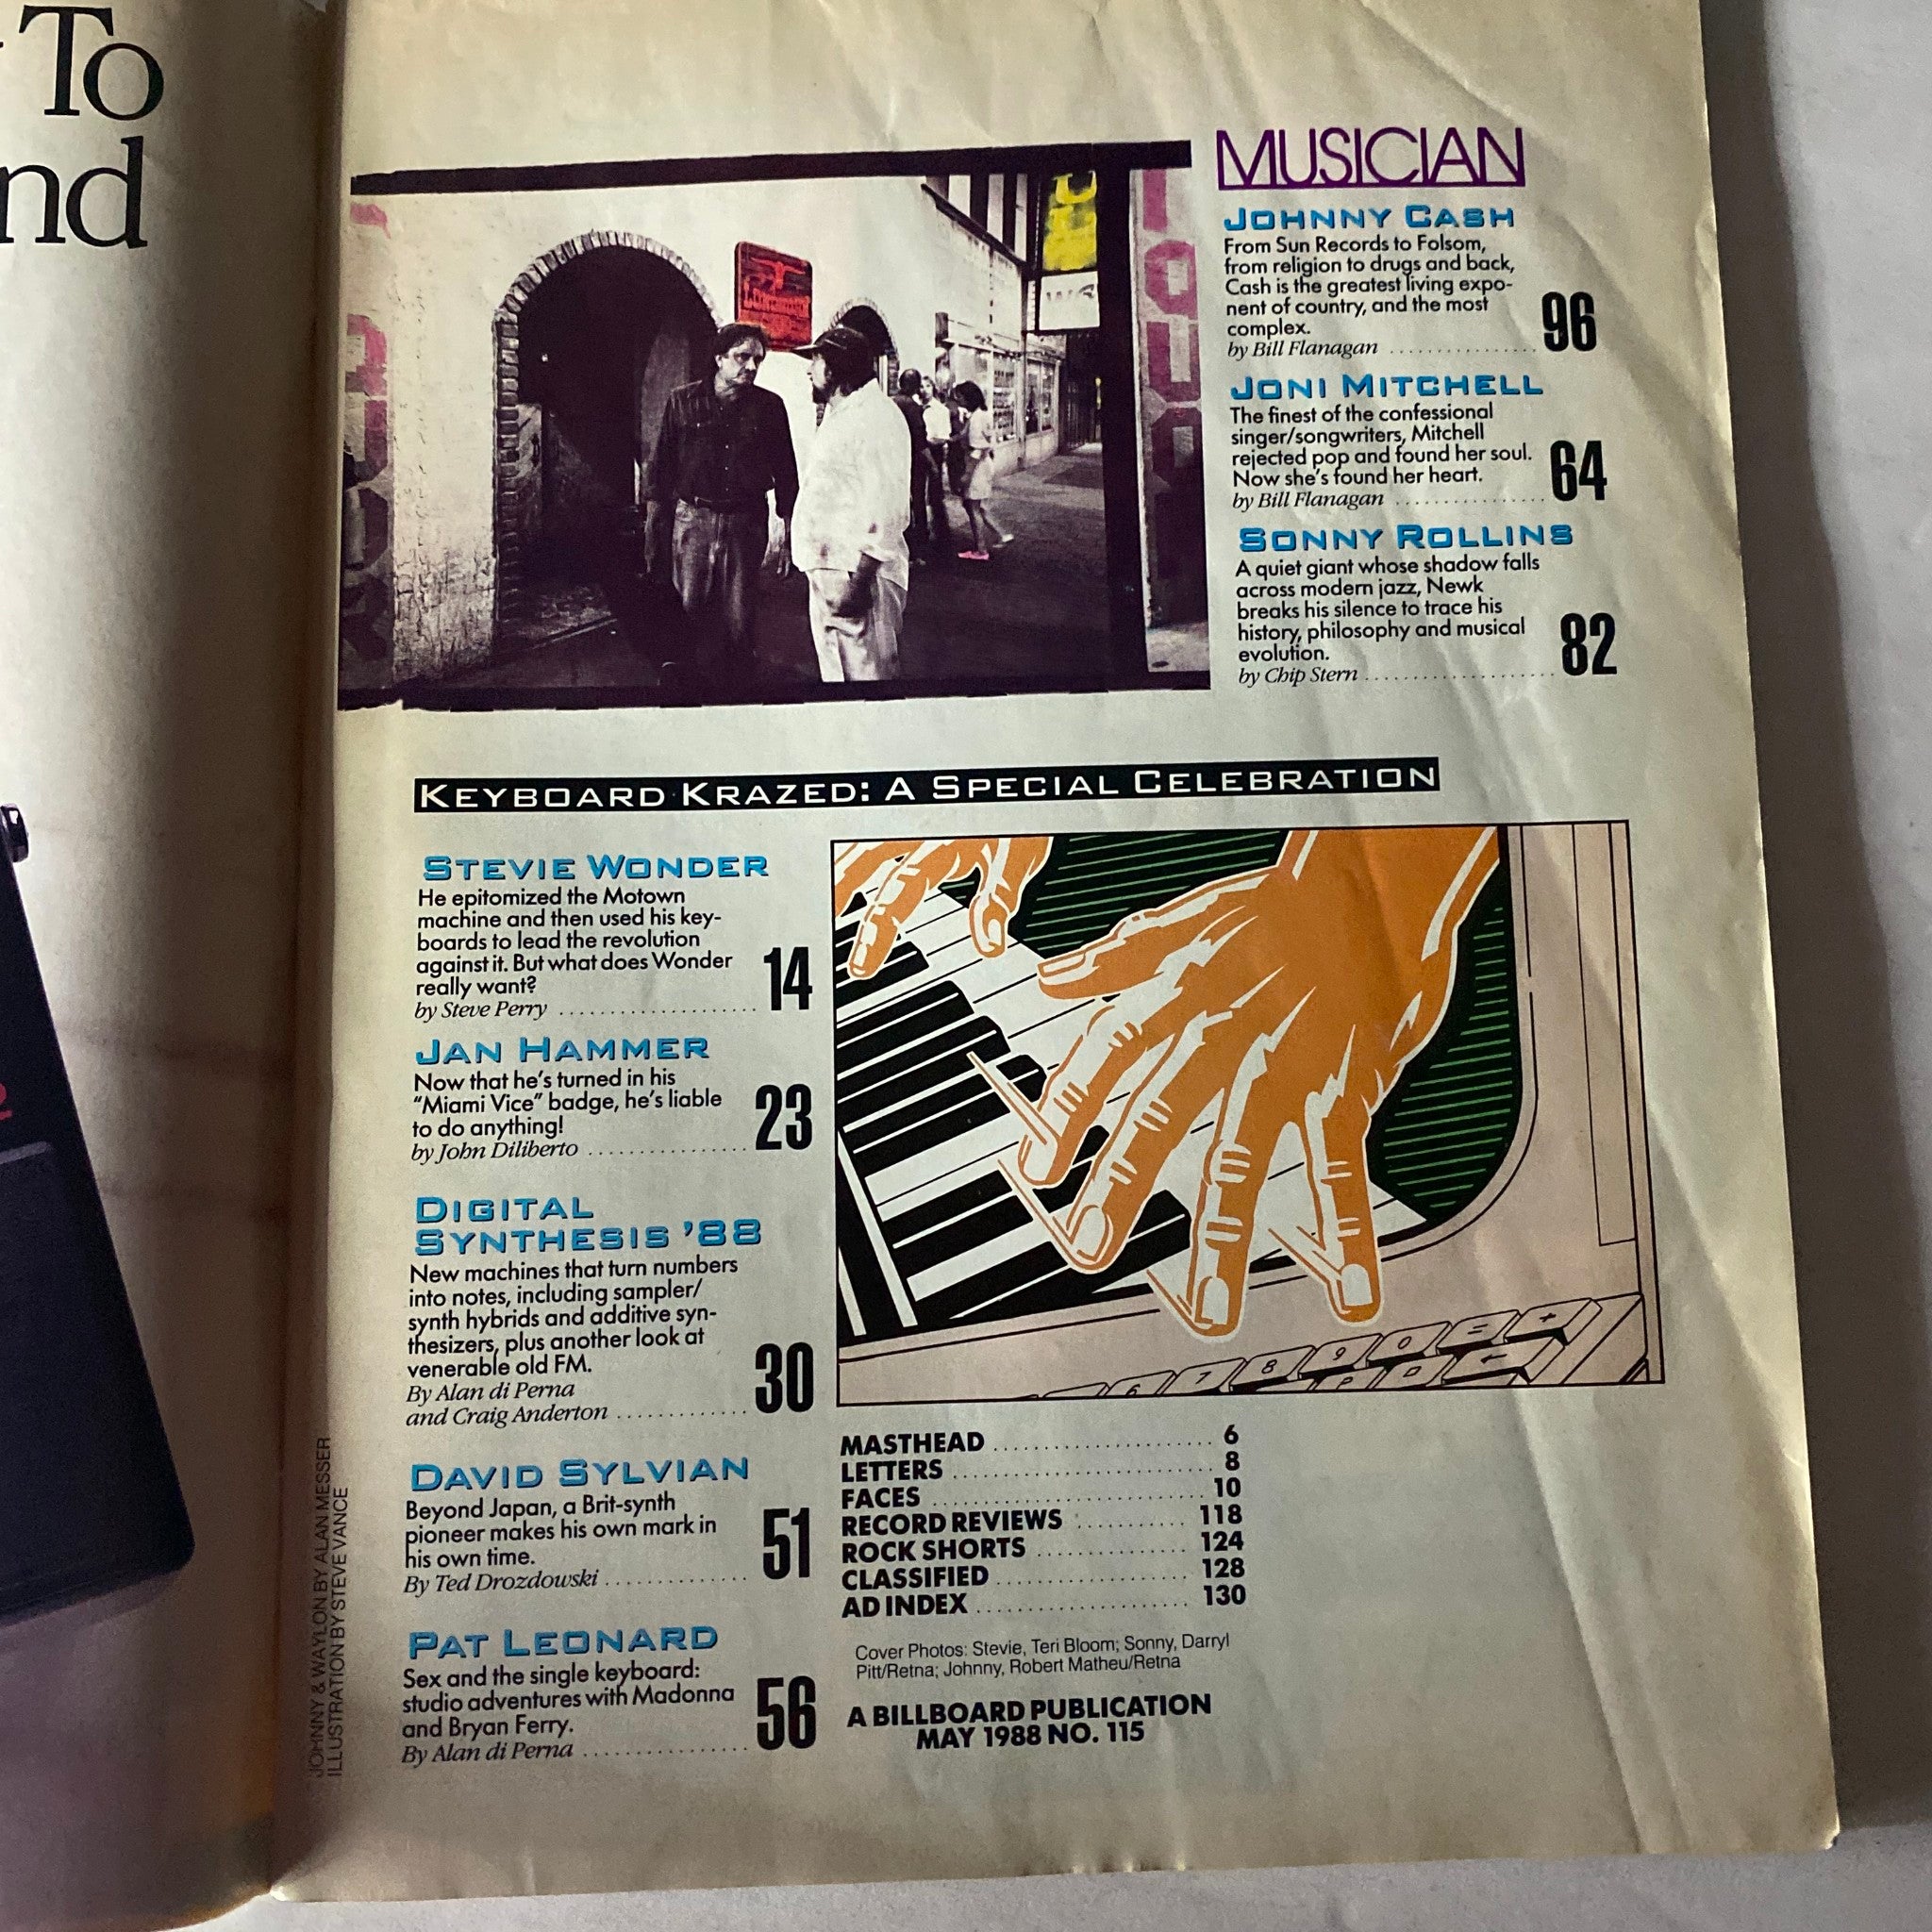 To
nd
MUSICIAN
JOHNNY CASH
From Sun Records to Folsom,
from religion to drugs and back,
Cash is the greatest living expo-
nent of country, and the most
complex.
by Bill Flanagan ................ 96
JONI MITCHELL
The finest of the confessional
singer/songwriters, Mitchell
rejected pop and found her soul.
Now she's found her heart.
by Bill Flanagan ................ 64
SONNY ROLLINS
A quiet giant whose shadow falls
across modern jazz, Newk
breaks his silence to trace his
history, philosophy and musical
evolution.
by Chip Stern .................... 82
KEYBOARD KRAZED: A SPECIAL CELEBRATION
STEVIE WONDER
He epitomized the Motown
machine and then used his key-
boards to lead the revolution
against it. But what does Wonder
really want?
by Steve Perry .................... 14
JAN HAMMER
Now that he's turned in his
"Miami Vice" badge, he's liable
to do anything!
by John Diliberto ................ 23
DIGITAL
SYNTHESIS '88
New machines that turn numbers
into notes, including sampler/
synth hybrids and additive syn-
thesizers, plus another look at
venerable old FM.
By Alan di Perna
and Craig Anderton ............. 30
DAVID SYLVIAN
Beyond Japan, a Brit-synth
pioneer makes his own mark in
his own time.
By Ted Drozdowski .............. 51
PAT LEONARD
Sex and the single keyboard:
studio adventures with Madonna
and Bryan Ferry.
By Alan di Perna ................ 56
MASTHEAD ...................... 6
LETTERS .......................... 8
FACES ............................ 10
RECORD REVIEWS ........... 118
ROCK SHORTS ............... 124
CLASSIFIED ................... 128
AD INDEX ..................... 130
Cover Photos: Stevie, Teri Bloom; Sonny, Darryl
Pitt/Retna; Johnny, Robert Matheu/Retna
A BILLBOARD PUBLICATION
MAY 1988 NO. 115
JOHNNY & WAYLON BY ALAN MESSER
ILLUSTRATION BY STEVE VANCE